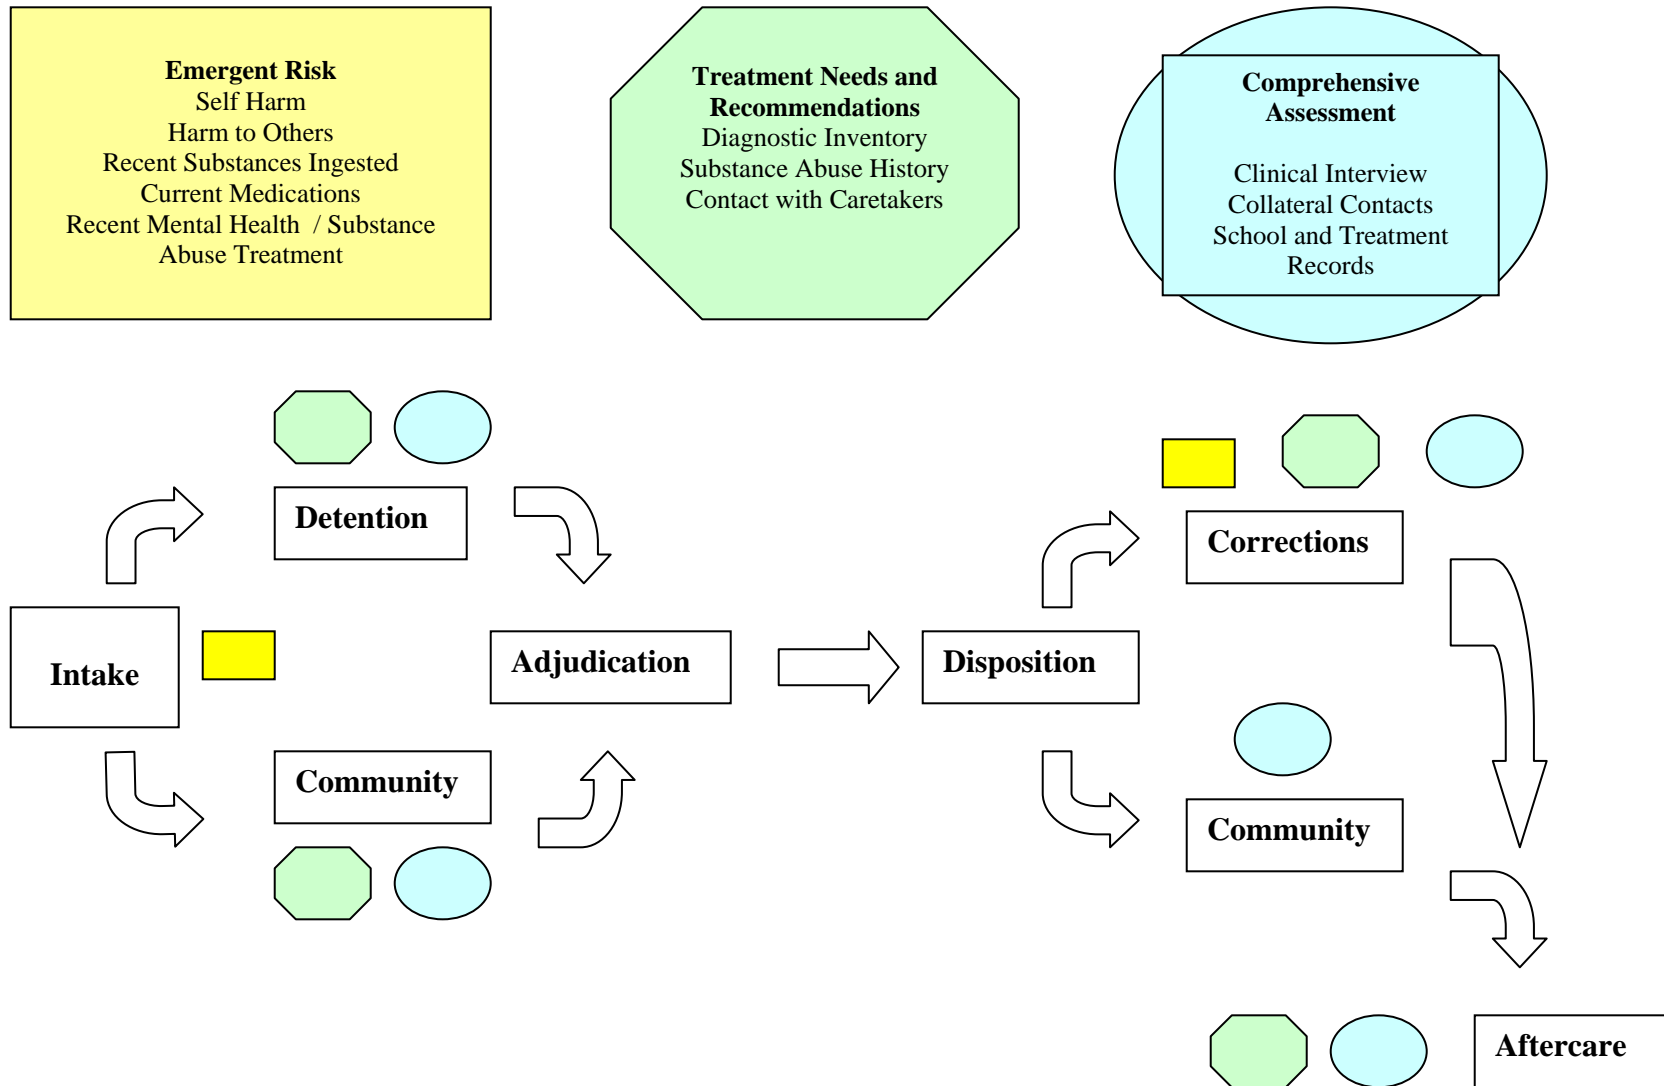 Emergent Risk
Self Harm
Harm to Others
Recent Substances Ingested
Current Medications
Recent Mental Health / Substance
Abuse Treatment
Treatment Needs and
Recommendations
Diagnostic Inventory
Substance Abuse History
Contact with Caretakers
Comprehensive
Assessment
Clinical Interview
Collateral Contacts
School and Treatment
Records
Detention
Corrections
Intake
Adjudication
Disposition
Community
Community
Aftercare